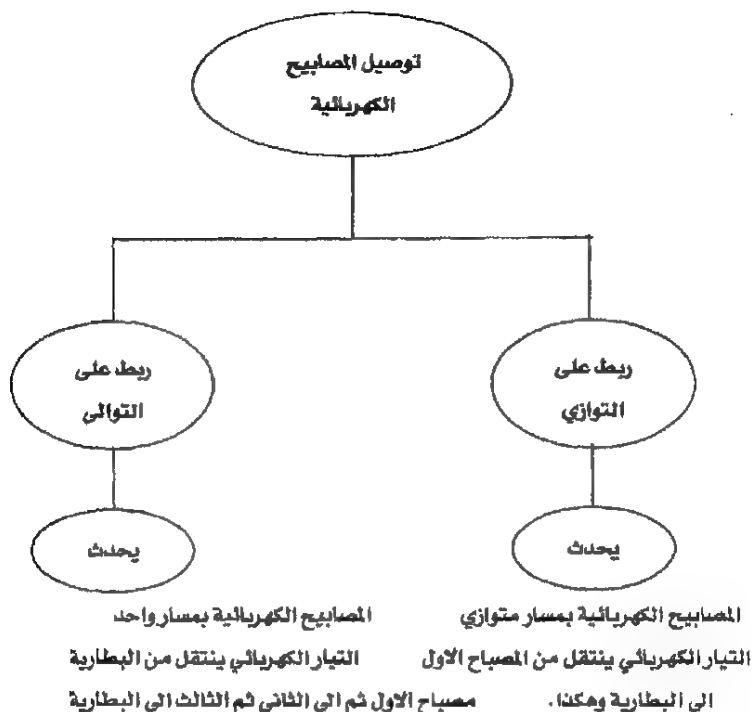 توصيل المصابيح
الكهربائية
ربط على
التوازي
ربط على
التوالي
يحدث
يحدث
المصابيح الكهربائية بمسار متوازي
التيار الكهربائي ينتقل من المصباح الاول
الى البطارية وهكذا.
المصابيح الكهربائية بمسار واحد
التيار الكهربائي ينتقل من البطارية
مصباح الاول ثم الى الثاني ثم الثالث الى البطارية